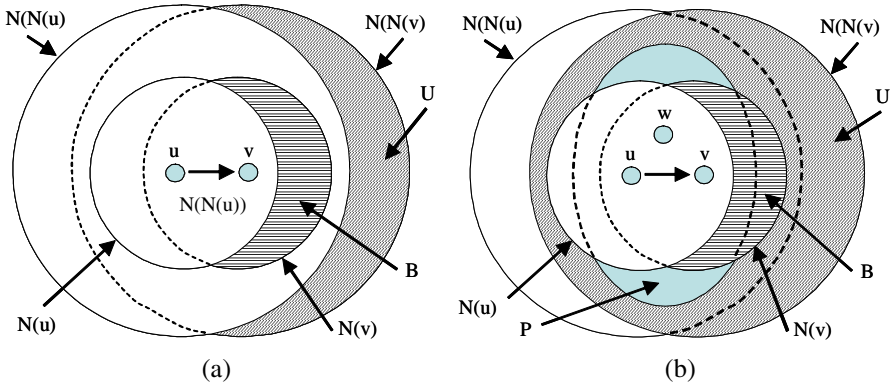 N(N(u)
N(N(v)
U
u
v
N(N(u))
B
N(u)
N(v)
(a)
N(N(u)
N(N(v)
U
w
u
v
B
N(u)
P
N(v)
(b)